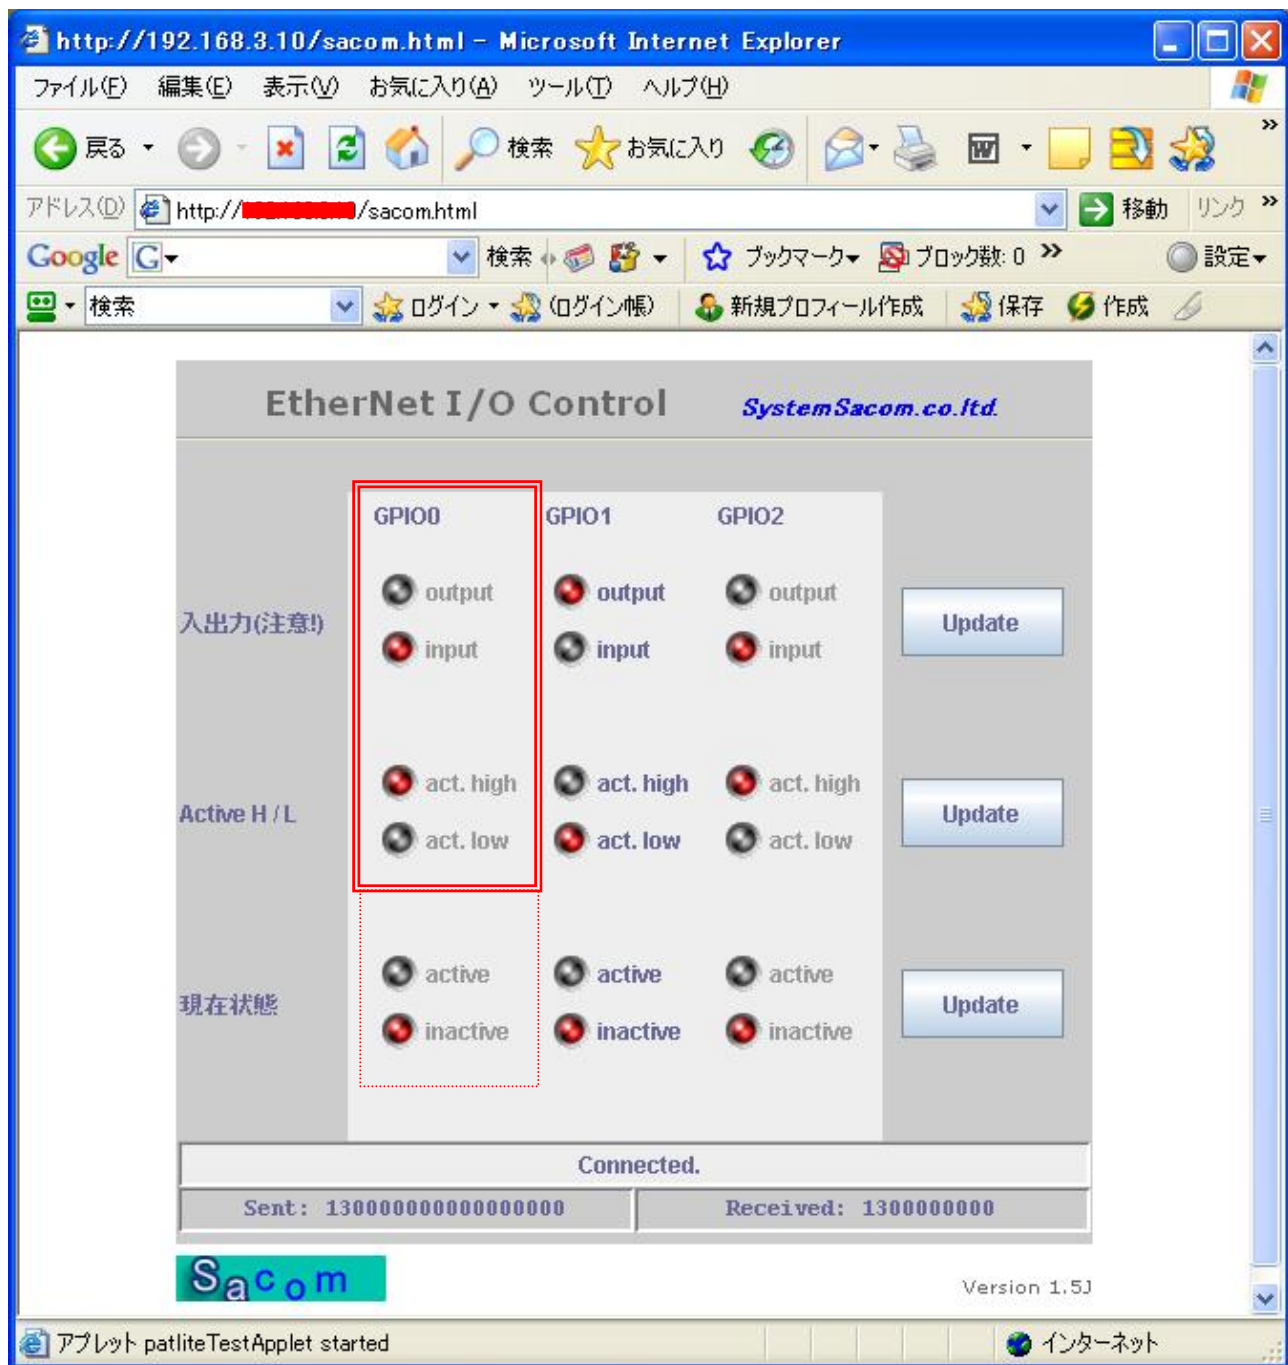 http://192.168.3.10/sacom.html - Microsoft Internet Explorer
ファイル(F) 編集(E) 表示(V) お気に入り(A) ツール(T) ヘルプ(H)
戻る 検索 お気に入り »
アドレス(D) http:// /sacom.html 移動 リンク »
Google G 検索 ブックマーク ブロック数: 0 » 設定
検索 ログイン (ログイン帳) 新規プロフィール作成 保存 作成
EtherNet I/O Control SystemSacom.co.ltd.
GPIO0 GPIO1 GPIO2
output output output
入出力(注意!) Update
input input input
act. high act. high act. high
Active H / L Update
act. low act. low act. low
active active active
現在状態 Update
inactive inactive inactive
Connected.
Sent: 130000000000000000 Received: 1300000000
Sacom
Version 1.5J
アプレット patliteTestApplet started インターネット